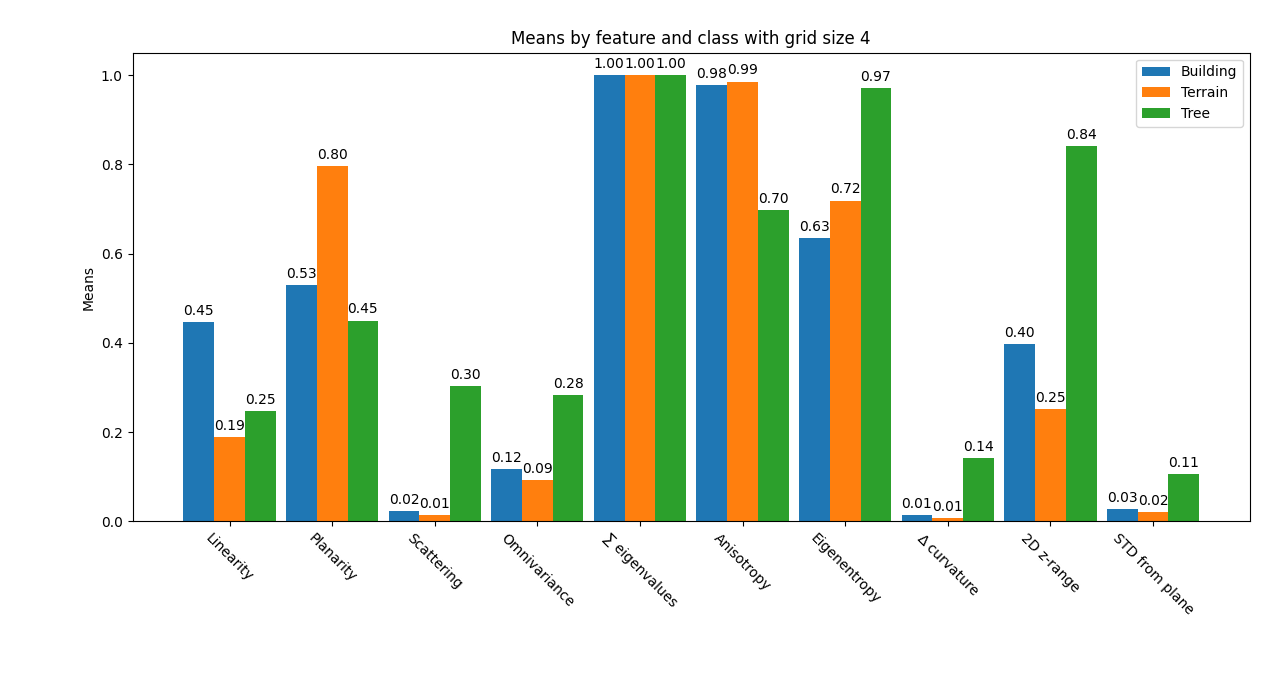 Means by feature and class with grid size 4
Means
1.0
0.8
0.6
0.4
0.2
0.0
Building
Terrain
Tree
0.45
0.19
0.25
0.53
0.80
0.45
0.02
0.01
0.30
0.12
0.09
0.28
1.00
1.00
1.00
0.98
0.99
0.70
0.63
0.72
0.97
0.01
0.01
0.14
0.40
0.25
0.84
0.03
0.02
0.11
Linearity
Planarity
Scattering
Omnivariance
∑ eigenvalues
Anisotropy
Eigenentropy
Δ curvature
2D z-range
STD from plane